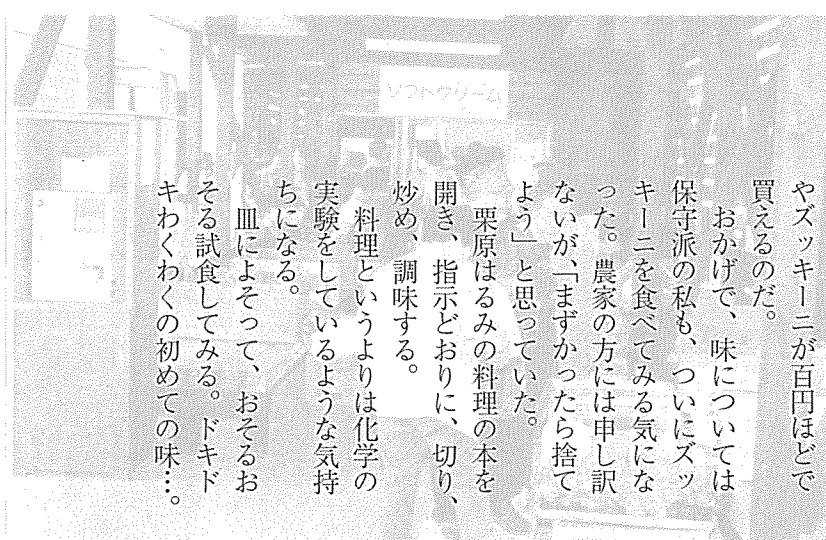 やズッキーニが百円ほどで
買えるのだ。
おかげで、味については
保守派の私も、ついにズッ
キーニを食べてみる気にな
った。農家の方には申し訳
ないが、「まずかったら捨て
よう」と思っていた。
栗原はるみの料理の本を
開き、指示どおりに、切り、
炒め、調味する。
料理というよりは化学の
実験をしているような気持
ちになる。
皿によそって、おそるお
そる試食してみる。ドキド
キわくわくの初めての味…。
ソフトクリーム